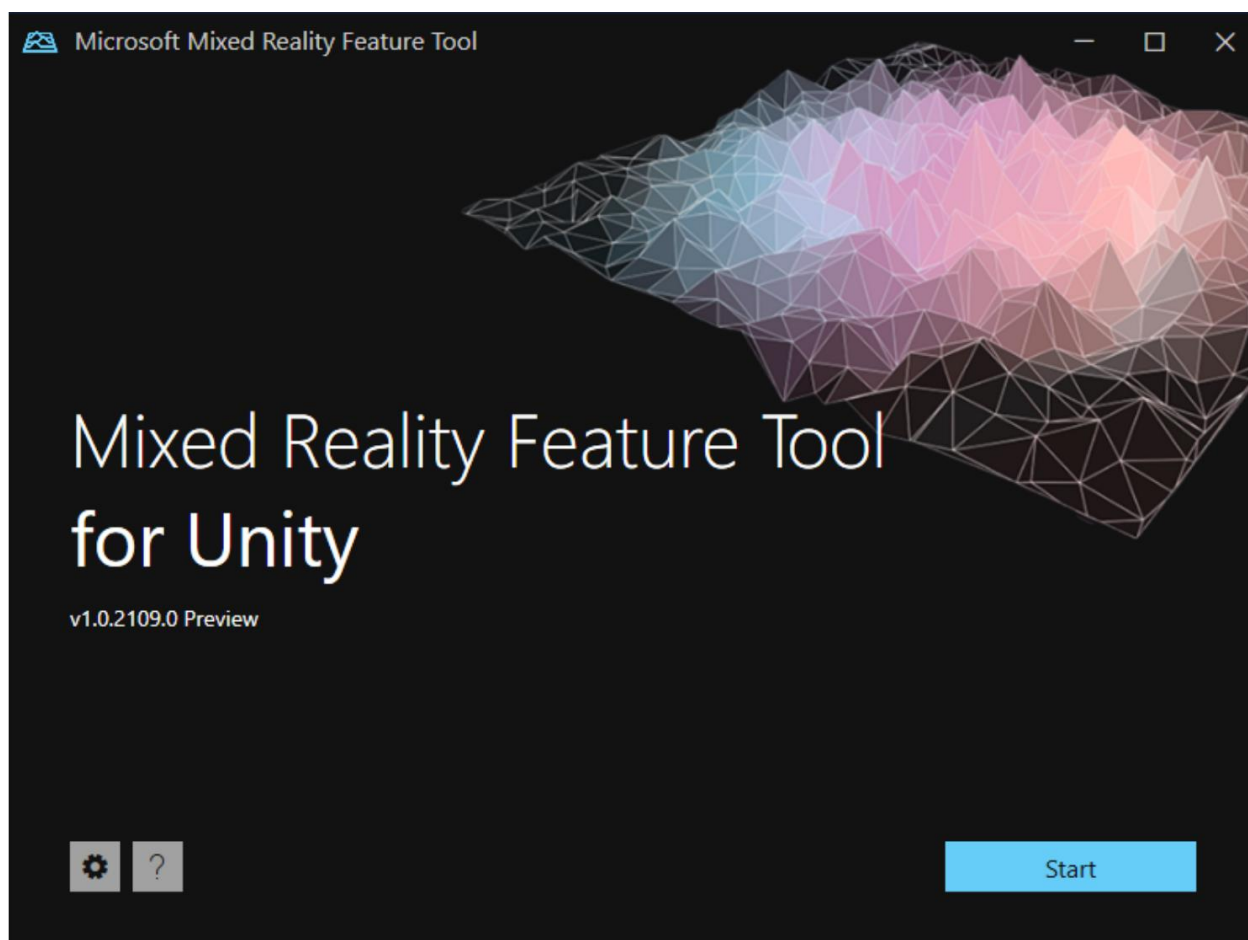 Microsoft Mixed Reality Feature Tool
Mixed Reality Feature Tool
for Unity
v1.0.2109.0 Preview
?
Start